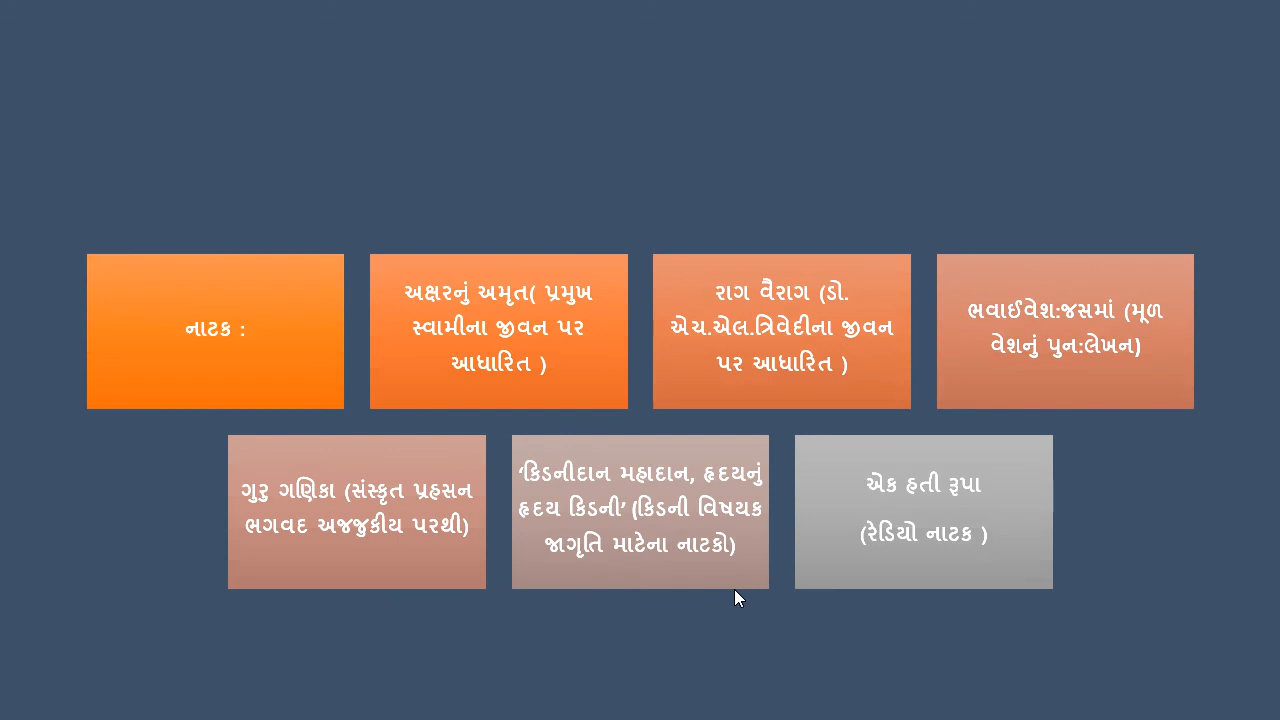 નાટક :
અક્ષરનું અમૃત( પ્રમુખ
સ્વામીના જીવન પર
આધારિત )
રાગ વૈરાગ (ડો.
એચ.એલ.ત્રિવેદીના જીવન
પર આધારિત )
ભવાઈવેશ:જસમાં (મૂળ
વેશનું પુન:લેખન)
ગુરુ ગણિકા (સંસ્કૃત પ્રહસન
ભગવદ અજજુકીય પરથી)
‘કિડનીદાન મહાદાન, હૃદયનું
હૃદય કિડની’ (કિડની વિષયક
જાગૃતિ માટેના નાટકો)
એક હતી રૂપા
(રેડિયો નાટક )